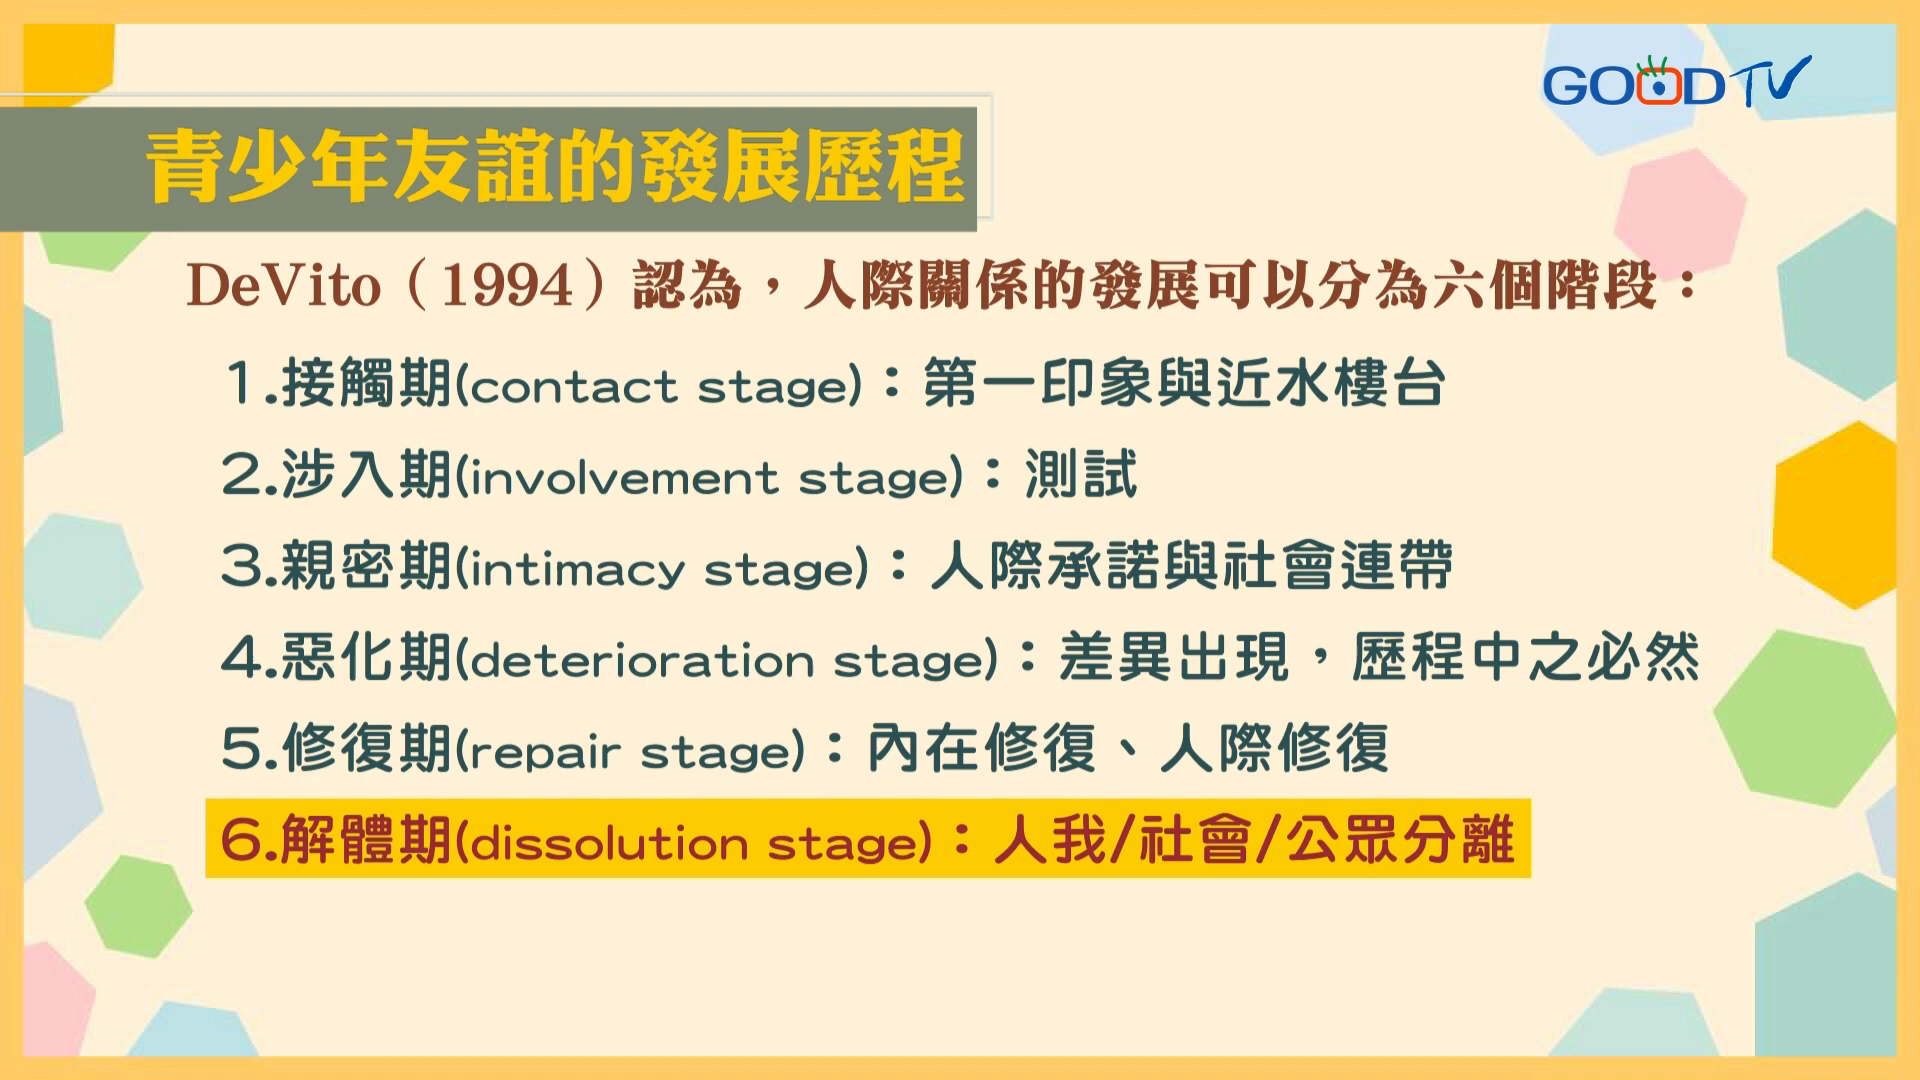 GOOD TV
青少年友誼的發展歷程
DeVito（1994）認為，人際關係的發展可以分為六個階段：
1.接觸期(contact stage)：第一印象與近水樓台
2.涉入期(involvement stage)：測試
3.親密期(intimacy stage)：人際承諾與社會連帶
4.惡化期(deterioration stage)：差異出現，歷程中之必然
5.修復期(repair stage)：內在修復、人際修復
6.解體期(dissolution stage)：人我/社會/公眾分離